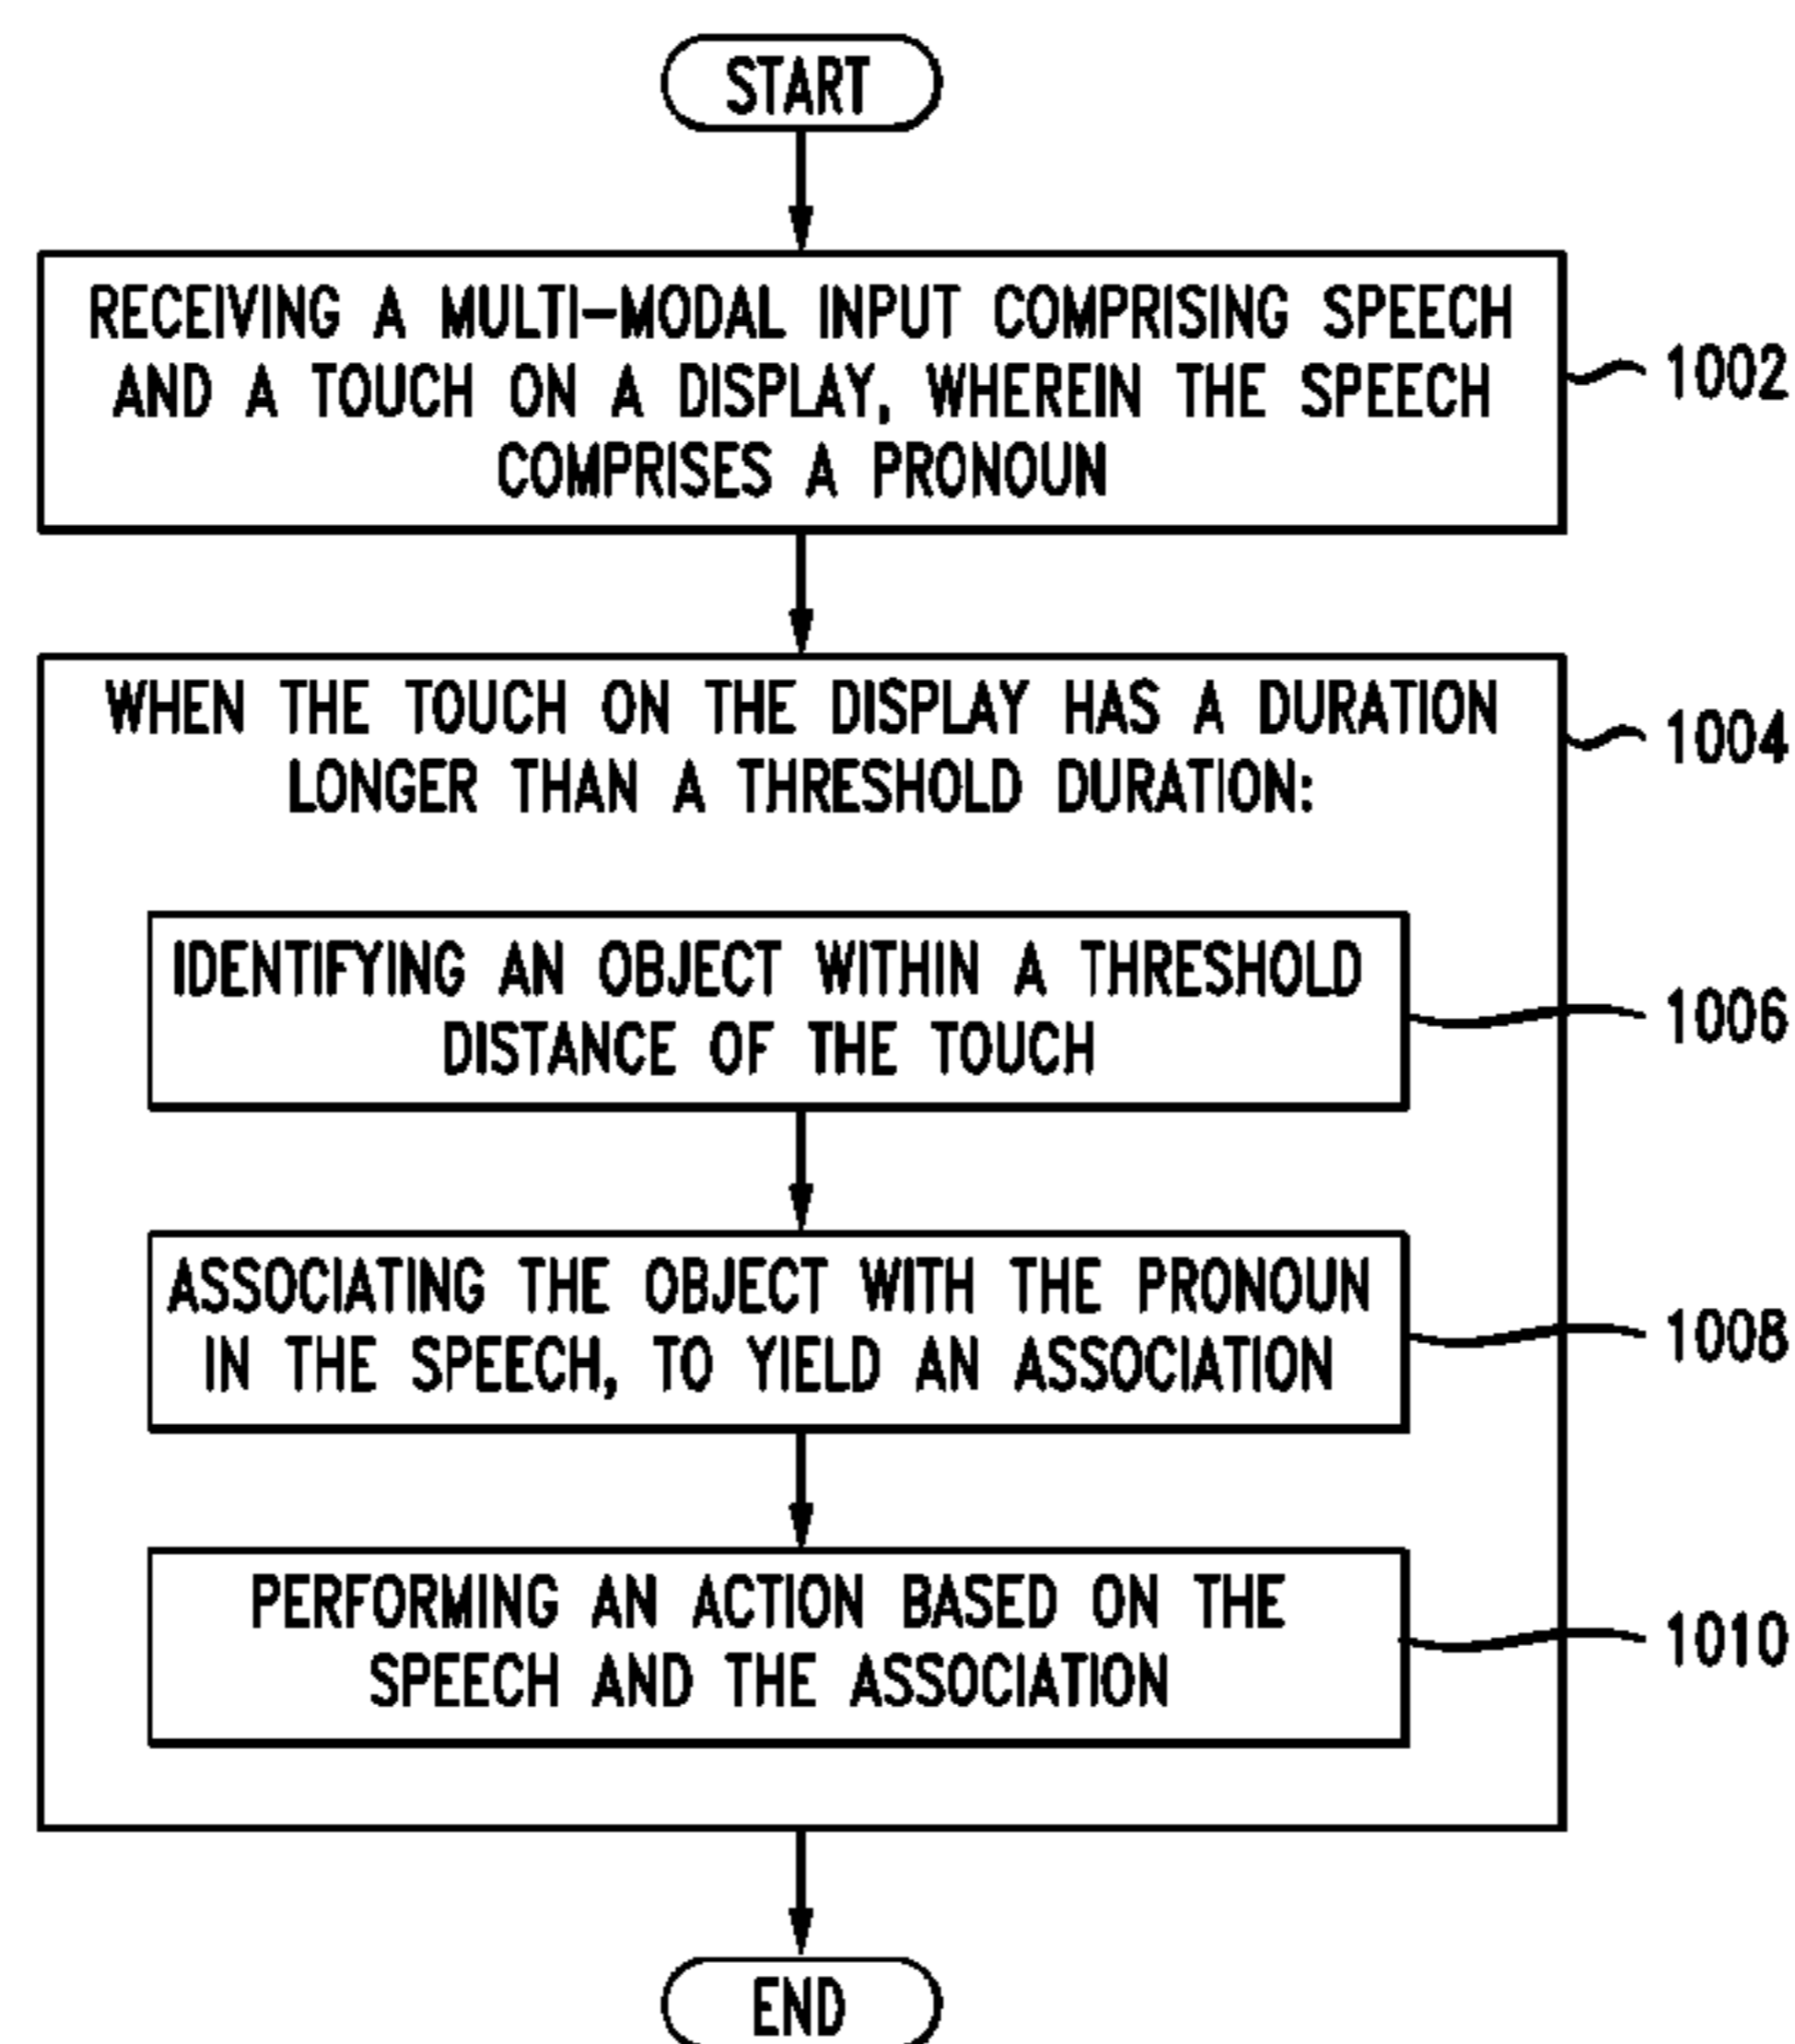 START
RECEIVING A MULTI-MODAL INPUT COMPRISING SPEECH
AND A TOUCH ON A DISPLAY, WHEREIN THE SPEECH
COMPRISES A PRONOUN
1002
WHEN THE TOUCH ON THE DISPLAY HAS A DURATION
LONGER THAN A THRESHOLD DURATION:
1004
IDENTIFYING AN OBJECT WITHIN A THRESHOLD
DISTANCE OF THE TOUCH
1006
ASSOCIATING THE OBJECT WITH THE PRONOUN
IN THE SPEECH, TO YIELD AN ASSOCIATION
1008
PERFORMING AN ACTION BASED ON THE
SPEECH AND THE ASSOCIATION
1010
END